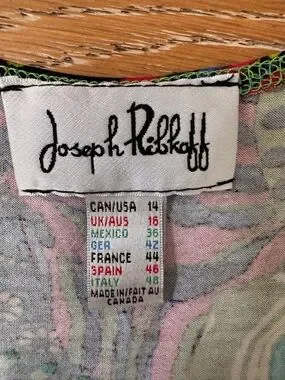 Joseph Ribkoff
CAN/USA 14
UK/AUS 16
MEXICO 36
GER 42
FRANCE 44
SPAIN 46
ITALY 48
MADE IN/FAIT AU
CANADA